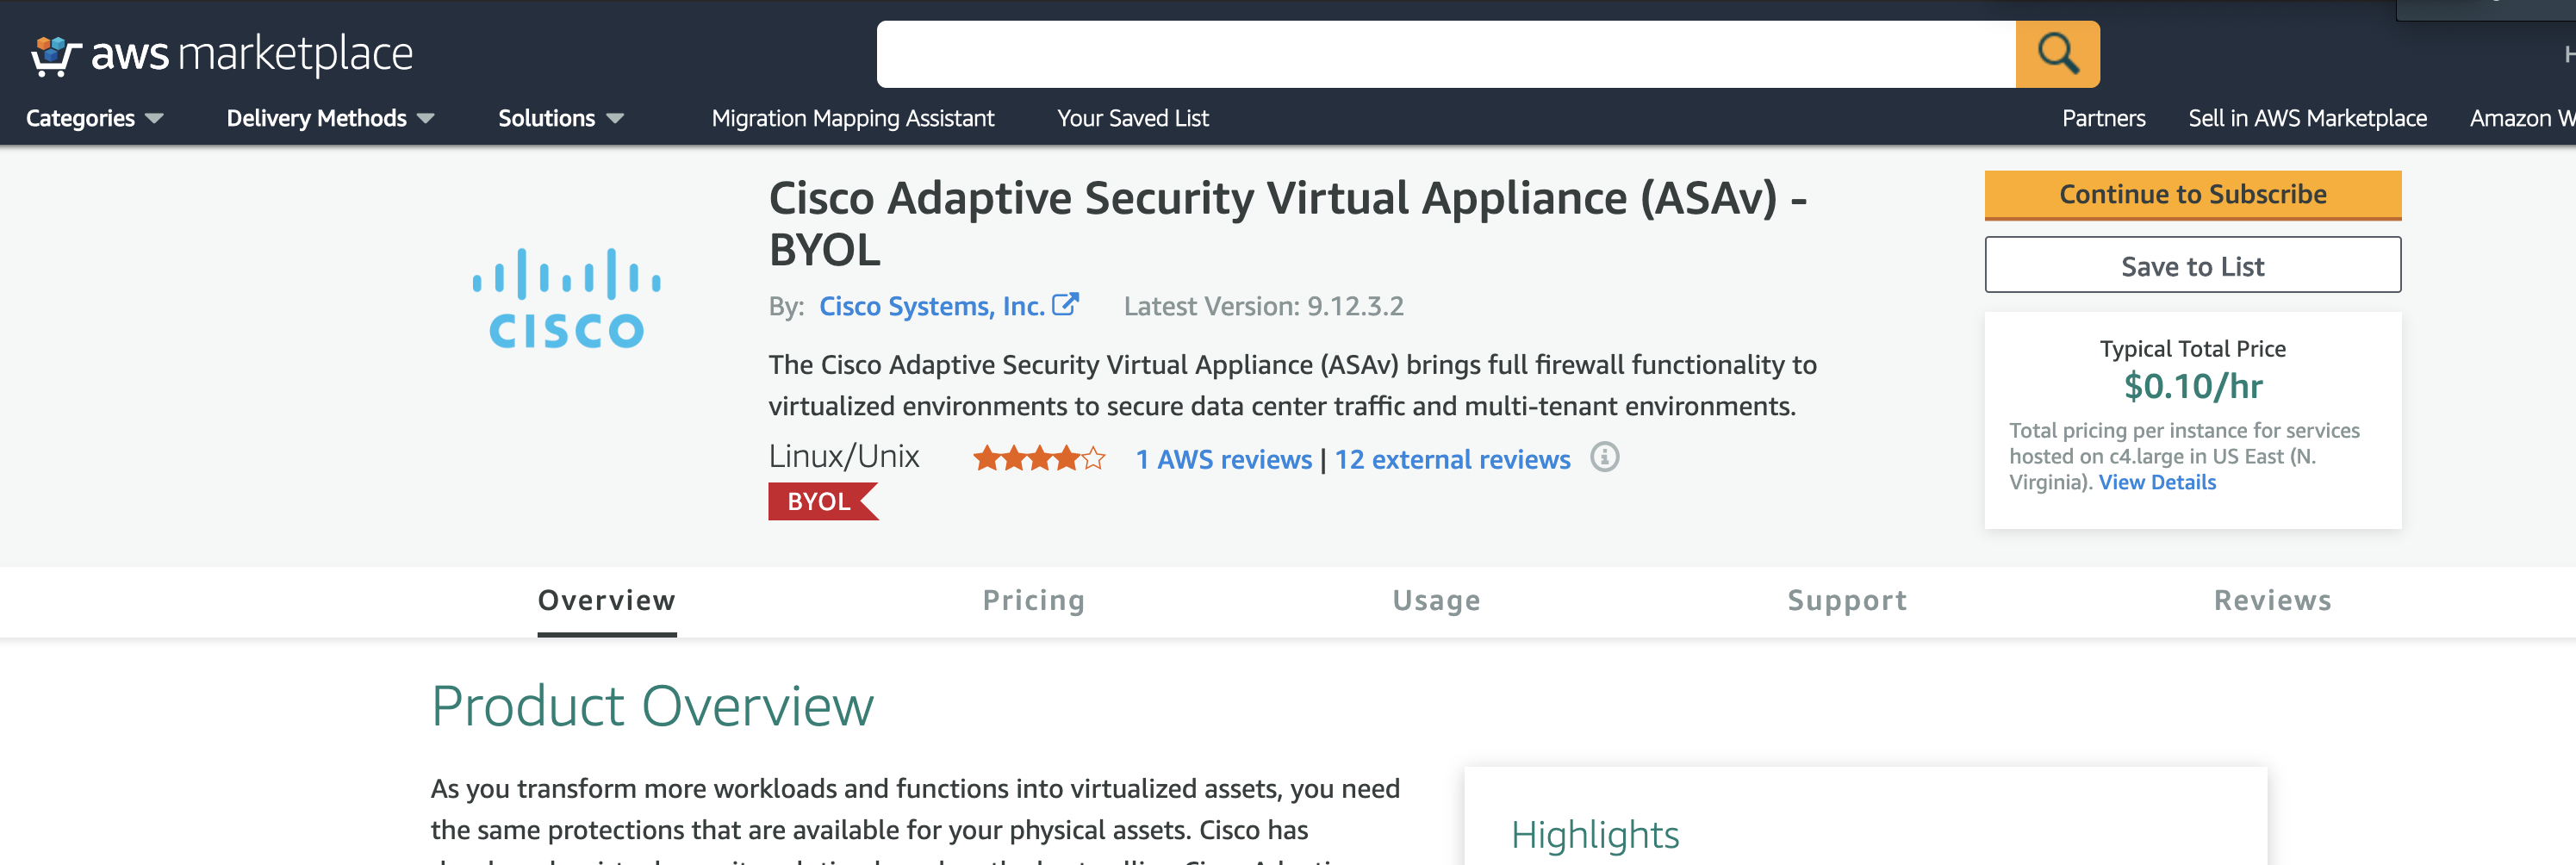 aws marketplace
Categories
Delivery Methods
Solutions
Migration Mapping Assistant
Your Saved List
Partners
Sell in AWS Marketplace
Amazon W
Cisco Adaptive Security Virtual Appliance (ASAv) -
BYOL
By: Cisco Systems, Inc. Latest Version: 9.12.3.2
The Cisco Adaptive Security Virtual Appliance (ASAv) brings full firewall functionality to
virtualized environments to secure data center traffic and multi-tenant environments.
Linux/Unix
1 AWS reviews | 12 external reviews
BYOL
CISCO
Continue to Subscribe
Save to List
Typical Total Price
$0.10/hr
Total pricing per instance for services
hosted on c4.large in US East (N.
Virginia). View Details
Overview
Pricing
Usage
Support
Reviews
Product Overview
As you transform more workloads and functions into virtualized assets, you need
the same protections that are available for your physical assets. Cisco has
Highlights